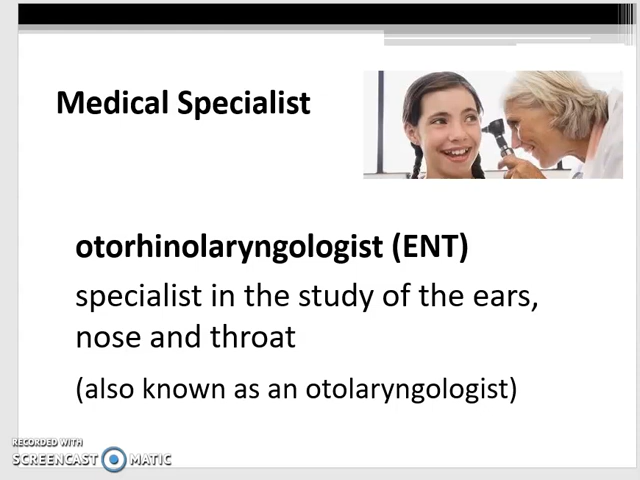 Medical Specialist
otorhinolaryngologist (ENT)
specialist in the study of the ears,
nose and throat
(also known as an otolaryngologist)
RECORDED WITH
SCREENCAST MATIC